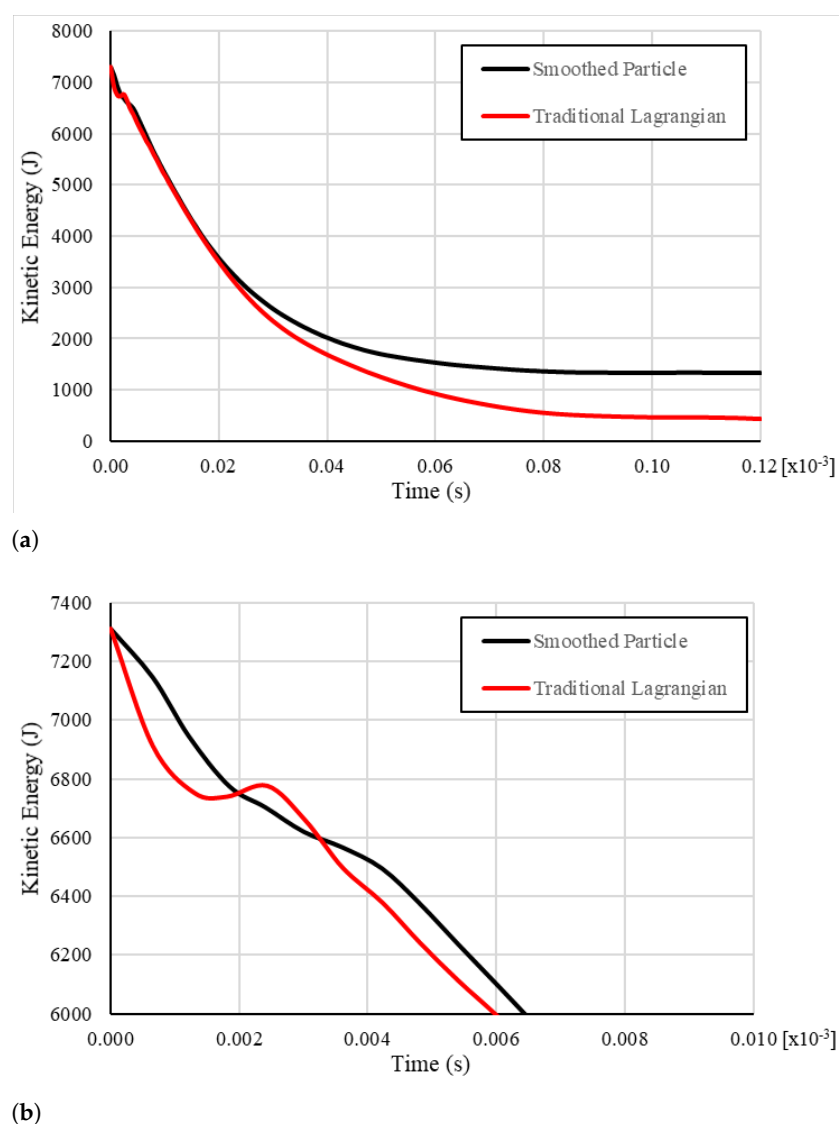 8000
7000
6000
5000
4000
3000
2000
1000
0
Kinetic Energy (J)
Smoothed Particle
Traditional Lagrangian
0.00 0.02 0.04 0.06 0.08 0.10 0.12 [x10-3]
Time (s)
(a)
7400
7200
7000
6800
6600
6400
6200
6000
Kinetic Energy (J)
Smoothed Particle
Traditional Lagrangian
0.000 0.002 0.004 0.006 0.008 0.010 [x10-3]
Time (s)
(b)